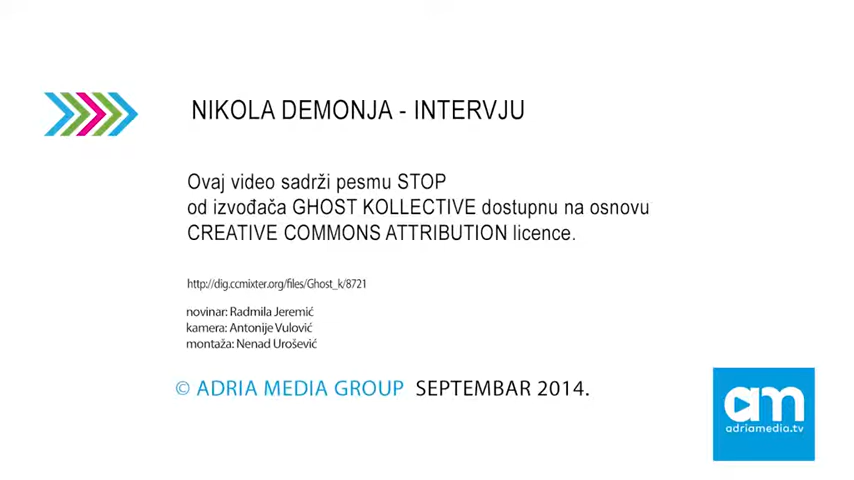 NIKOLA DEMONJA - INTERVJU
Ovaj video sadrži pesmu STOP
od izvođača GHOST KOLLECTIVE dostupnu na osnovu
CREATIVE COMMONS ATTRIBUTION licence.
http://dig.ccmixter.org/files/Ghost_k/8721
novinar: Radmila Jeremić
kamera: Antonije Vulović
montaža: Nenad Urošević
© ADRIA MEDIA GROUP SEPTEMBAR 2014.
am
adriamedia.tv